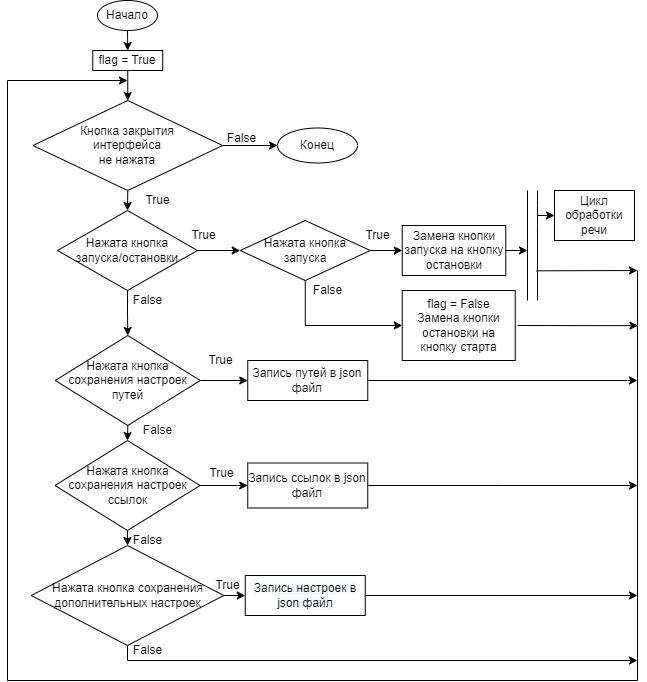 Начало
flag = True
Кнопка закрытия
интерфейса
не нажата
False
Конец
True
Нажата кнопка
запуска/остановки
True
Нажата кнопка
запуска
True
Замена кнопки
запуска на кнопку
остановки
Цикл
обработки
речи
False
False
flag = False
Замена кнопки
остановки на
кнопку старта
Нажата кнопка
сохранения настроек
путей
True
Запись путей в json
файл
False
Нажата кнопка
сохранения настроек
ссылок
True
Запись ссылок в json
файл
False
Нажата кнопка сохранения
дополнительных настроек
True
Запись настроек в
json файл
False